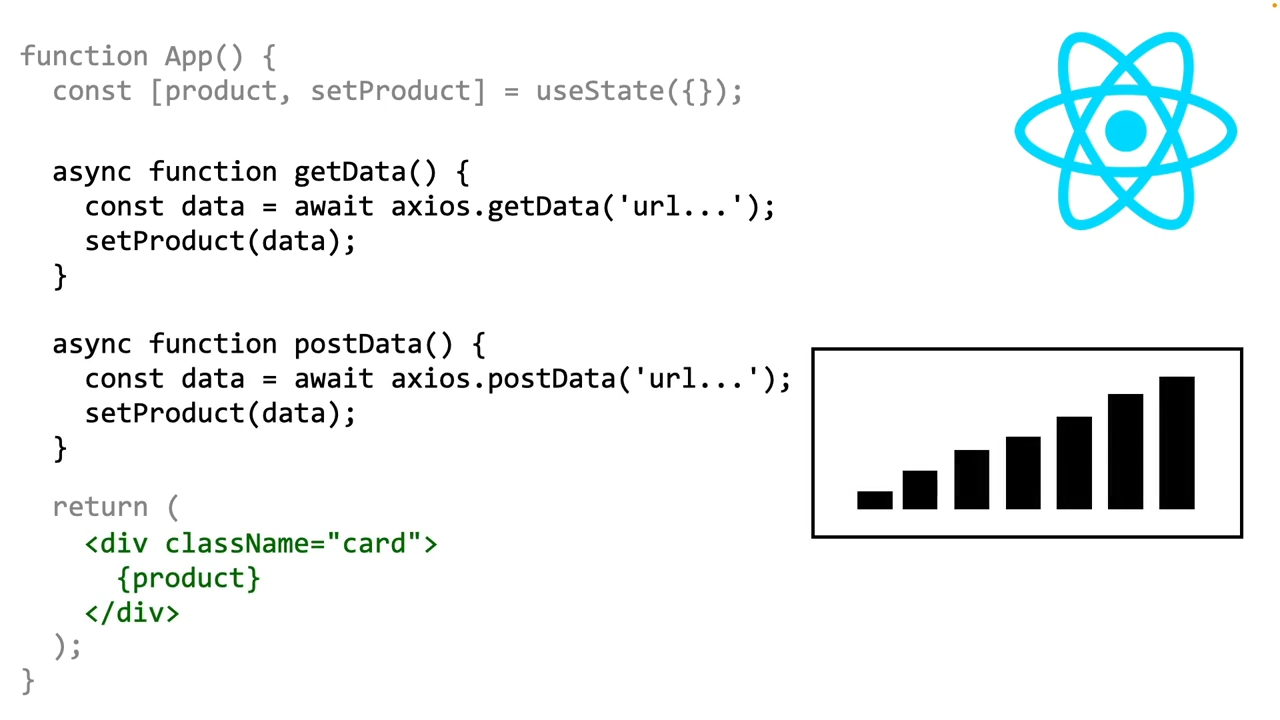 function App() {
  const [product, setProduct] = useState({});
  async function getData() {
    const data = await axios.getData('url...');
    setProduct(data);
  }
  async function postData() {
    const data = await axios.postData('url...');
    setProduct(data);
  }
  return (
    <div className="card">
      {product}
    </div>
  );
}